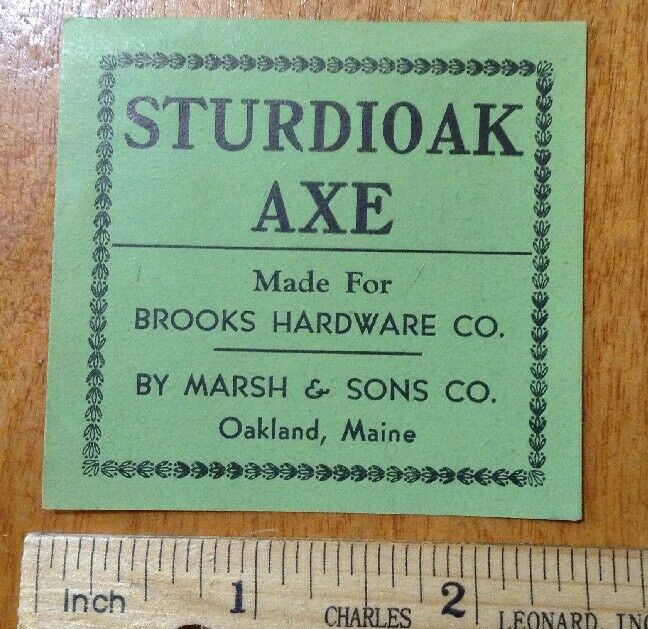 STURDIOAK
AXE
Made For
BROOKS HARDWARE CO.
BY MARSH & SONS CO.
Oakland, Maine
Inch 1 2
CHARLES LEONARD, INC